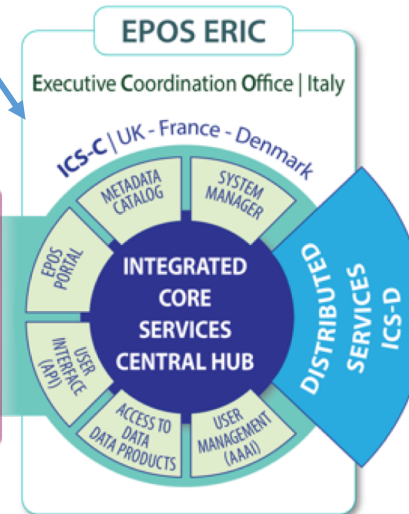 EPOS ERIC
Executive Coordination Office | Italy
ICS-C | UK - France - Denmark
METADATA
CATALOG
SYSTEM
MANAGER
EPOS
PORTAL
INTEGRATED
CORE
SERVICES
CENTRAL HUB
DISTRIBUTED
SERVICES
ICS-D
USER
INTERFACE
(API)
ACCESS TO
DATA
DATA PRODUCTS
USER
MANAGEMENT
(AAAI)